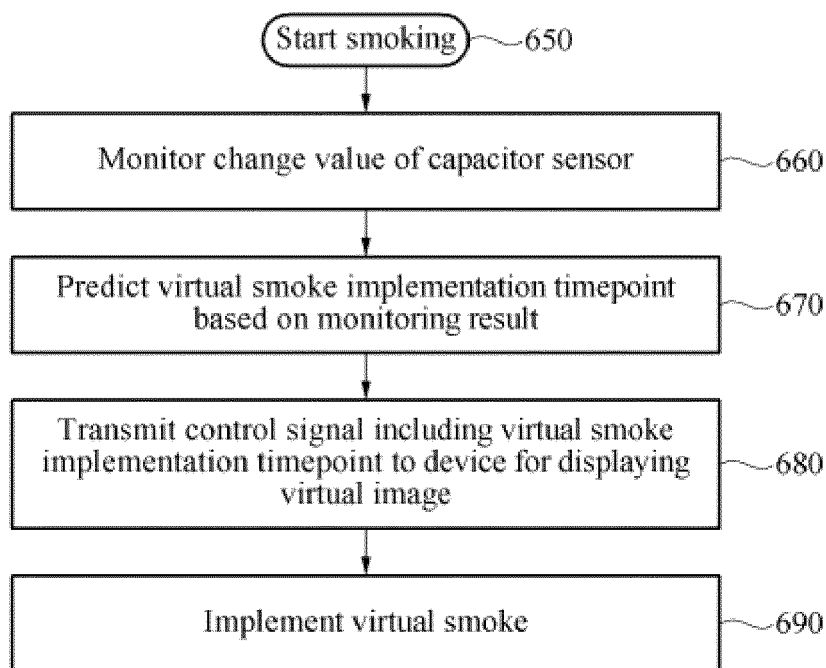 Start smoking
650
Monitor change value of capacitor sensor
660
Predict virtual smoke implementation timepoint
based on monitoring result
670
Transmit control signal including virtual smoke
implementation timepoint to device for displaying
virtual image
680
Implement virtual smoke
690